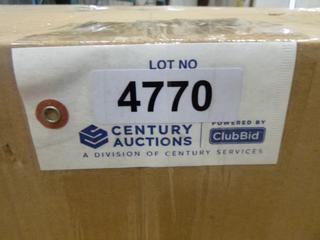 LOT NO
4770
CENTURY AUCTIONS
POWERED BY
ClubBid
A DIVISION OF CENTURY SERVICES